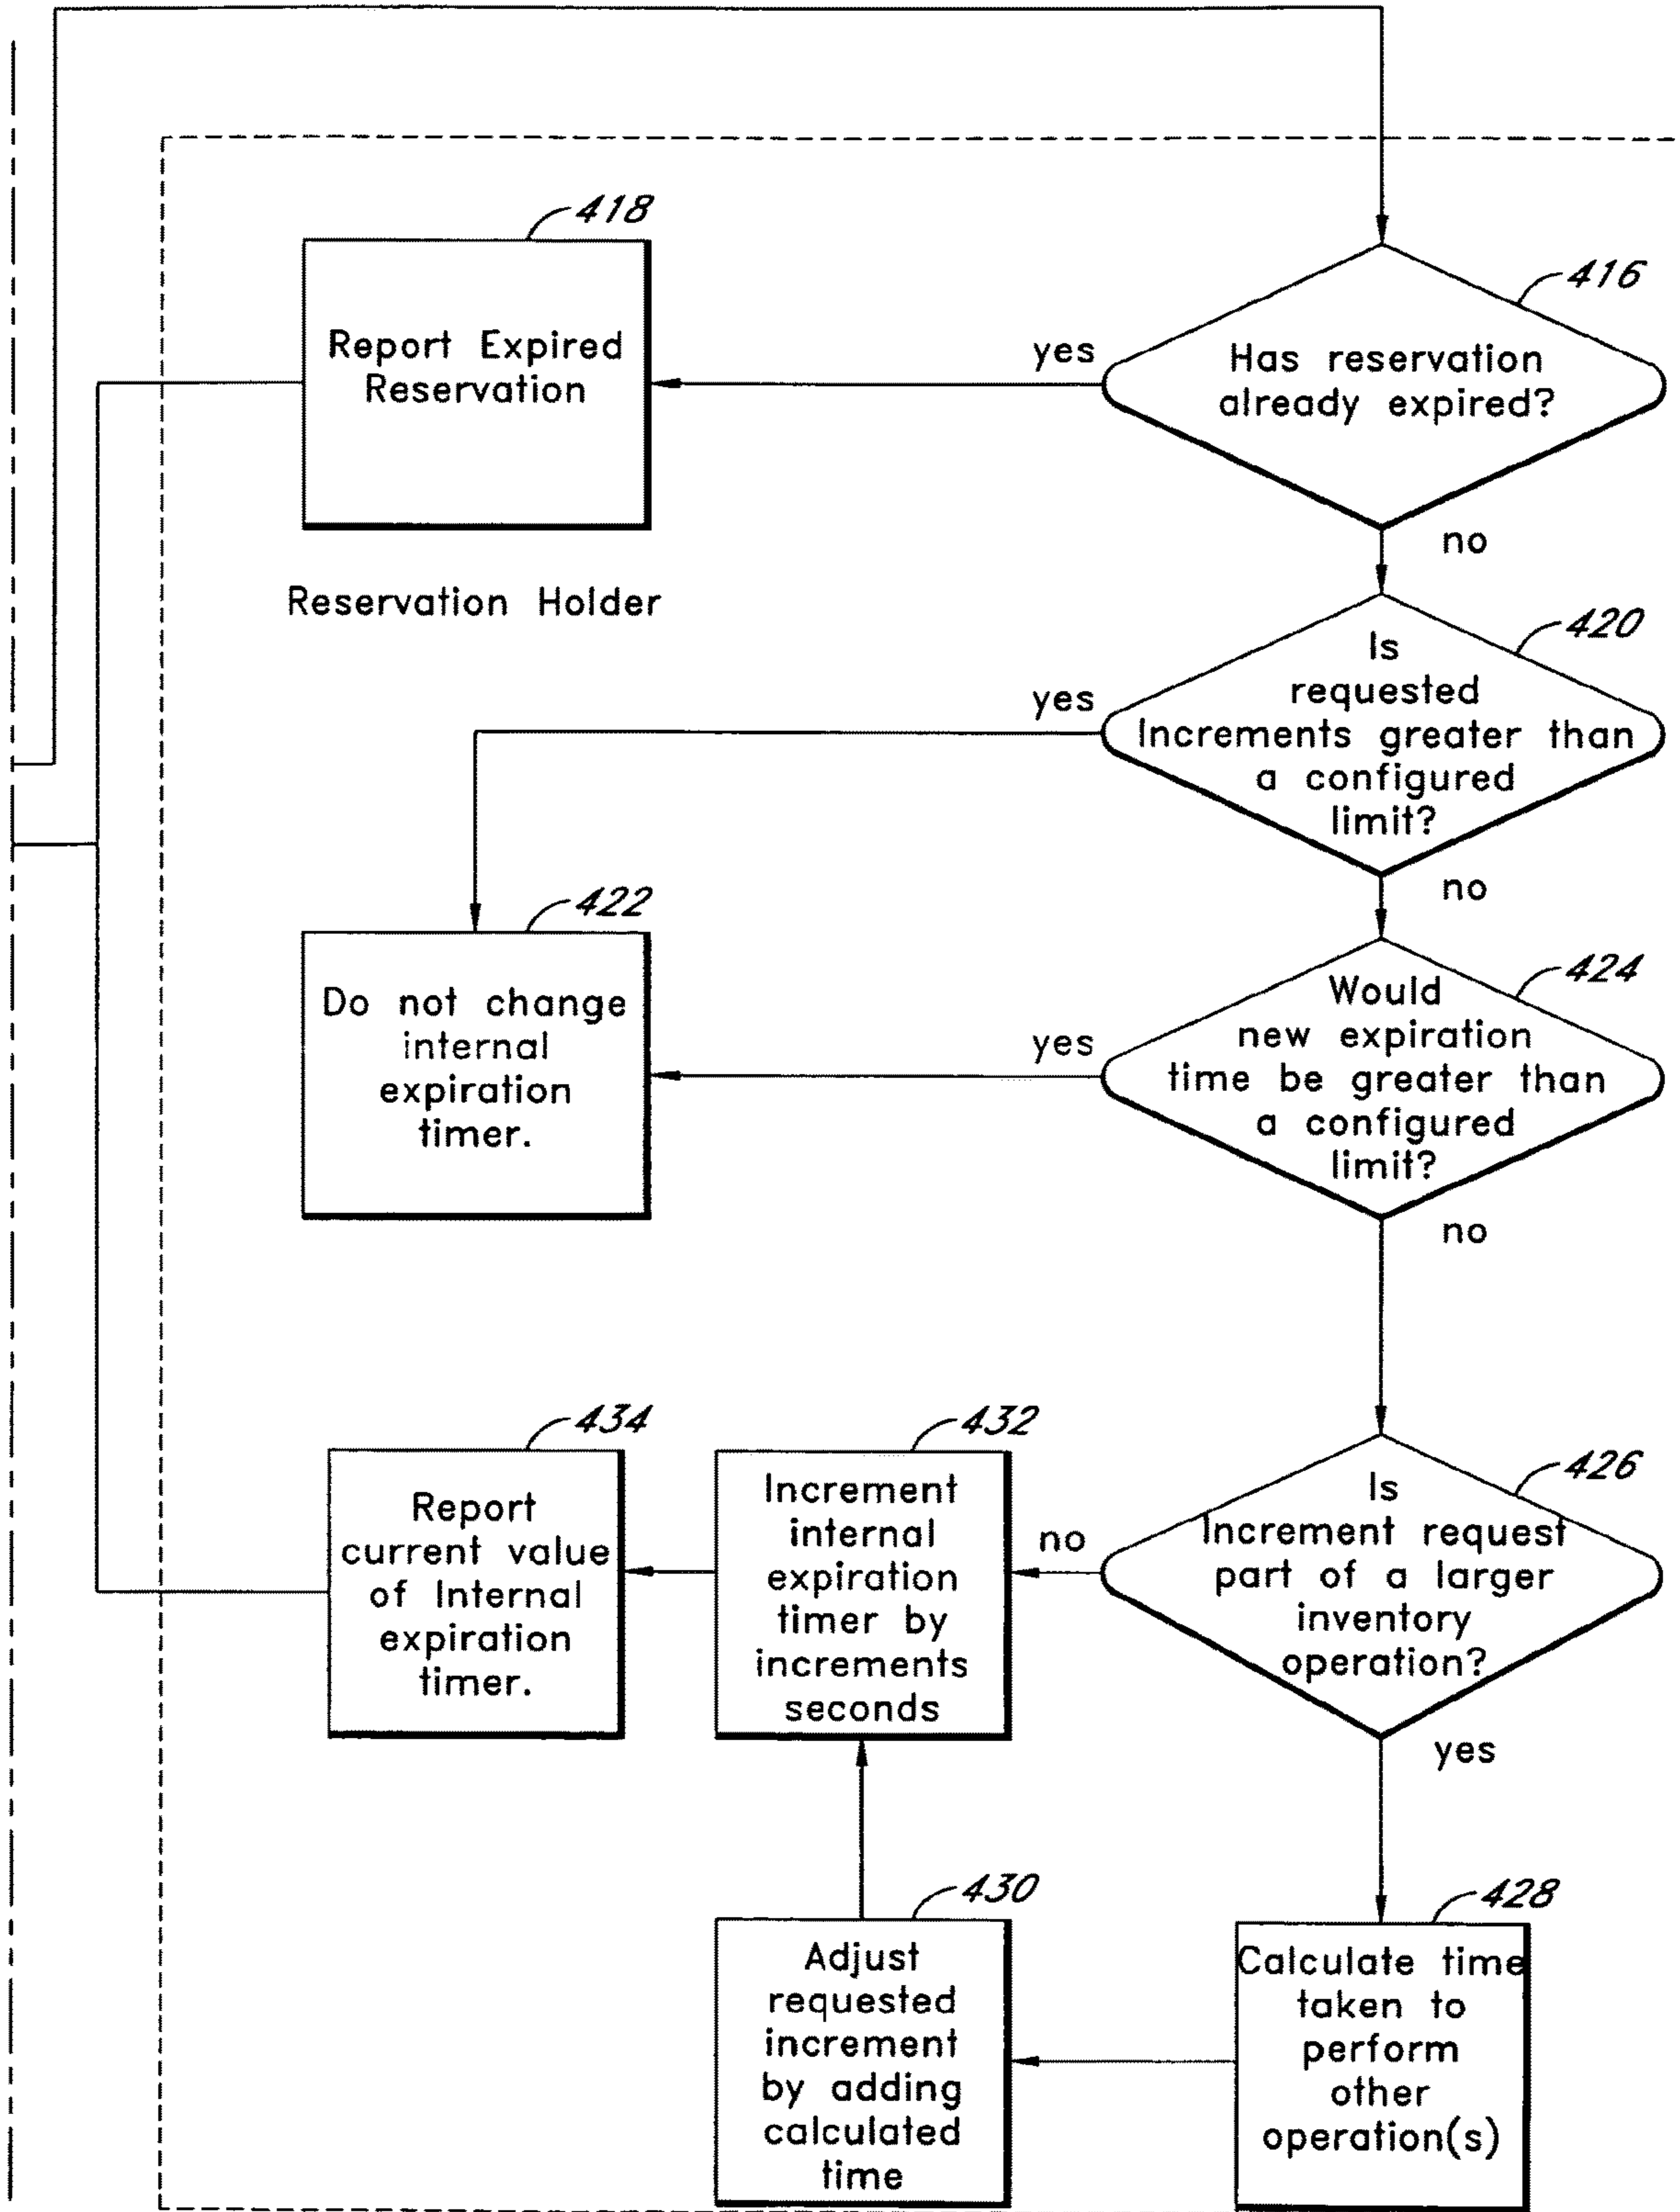 418
Report Expired
Reservation
416
yes
Has reservation
already expired?
no
Reservation Holder
420
yes
Is
requested
Increments greater than
a configured
limit?
no
422
Do not change
internal
expiration
timer.
424
yes
Would
new expiration
time be greater than
a configured
limit?
no
434
Report
current value
of Internal
expiration
timer.
432
Increment
internal
expiration
timer by
increments
seconds
no
426
Is
Increment request
part of a larger
inventory
operation?
yes
430
Adjust
requested
increment
by adding
calculated
time
428
Calculate time
taken to
perform
other
operation(s)